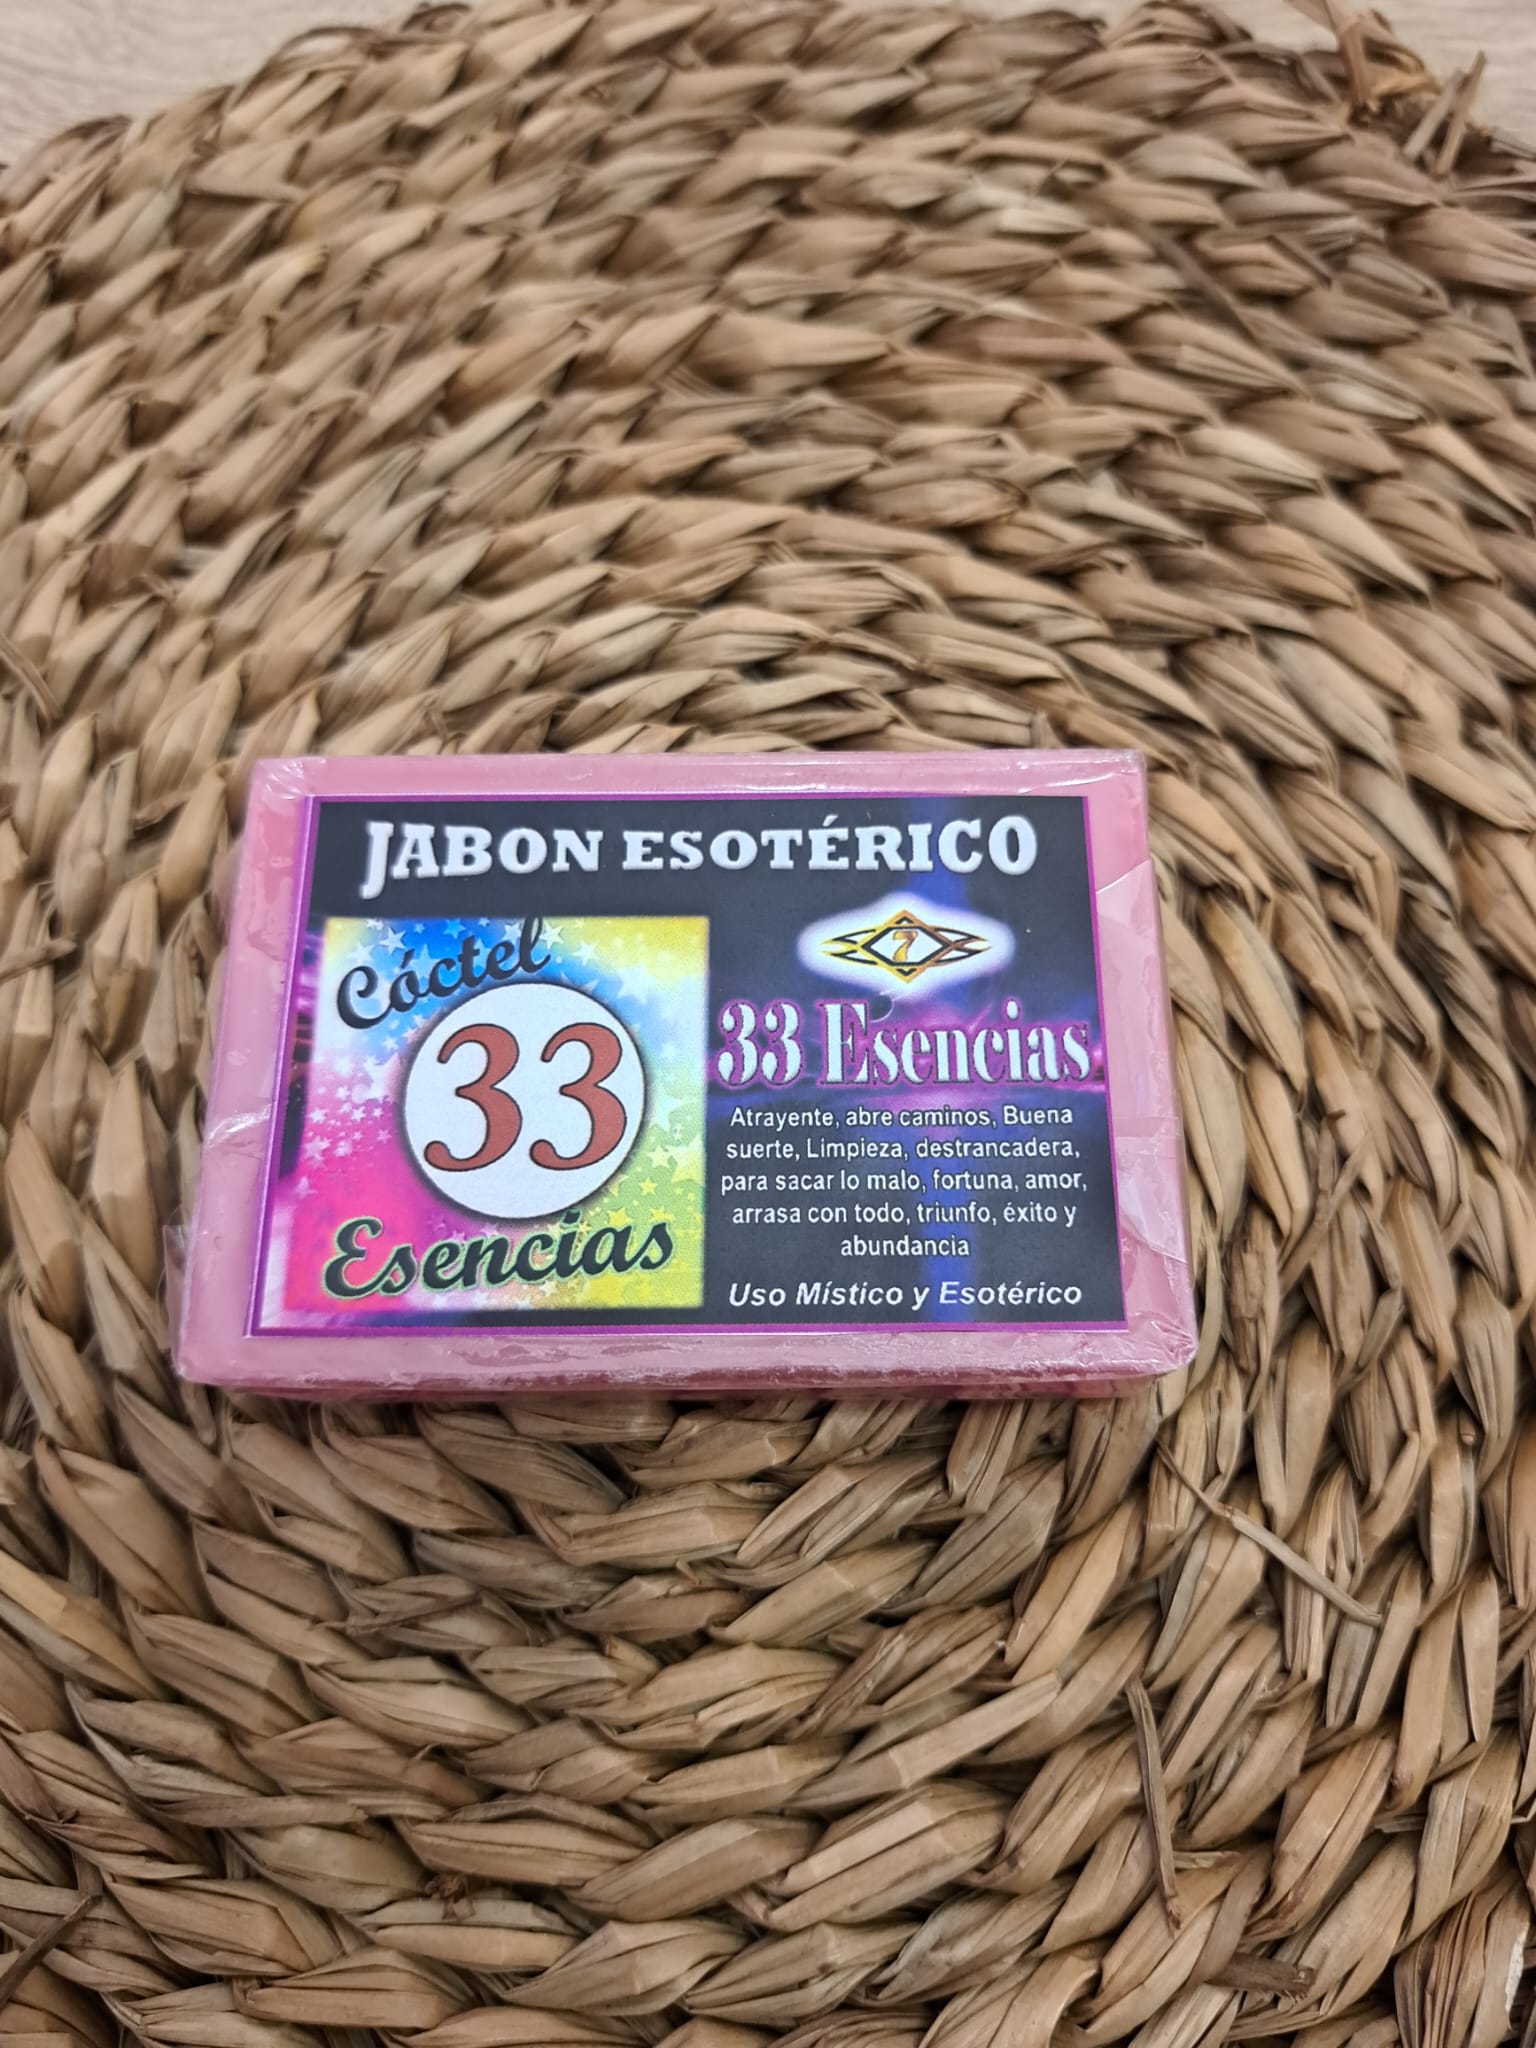 JABON ESOTÉRICO
Cóctel
33
Esencias
7
33 Esencias
Atrayente, abre caminos, Buena
suerte, Limpieza, destrancadera,
para sacar lo malo, fortuna, amor,
arrasa con todo, triunfo, éxito y
abundancia
Uso Místico y Esotérico